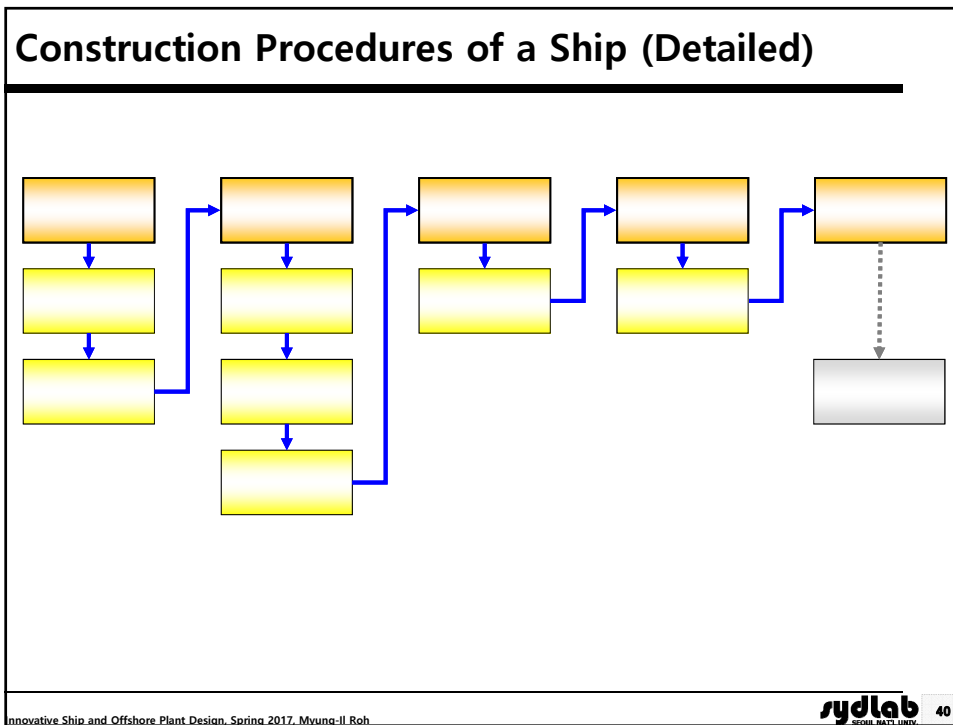 Construction Procedures of a Ship (Detailed)
Innovative Ship and Offshore Plant Design, Spring 2017, Myung-Il Roh
sydlab
SEOUL NAT'L UNIV.
40